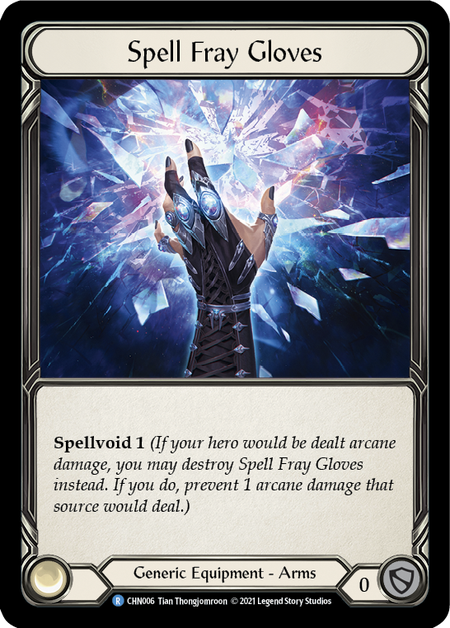 Spell Fray Gloves
Spellvoid 1 (If your hero would be dealt arcane
damage, you may destroy Spell Fray Gloves
instead. If you do, prevent 1 arcane damage that
source would deal.)
Generic Equipment - Arms
0
R CHN006 Tian Thongjomroon © 2021 Legend Story Studios